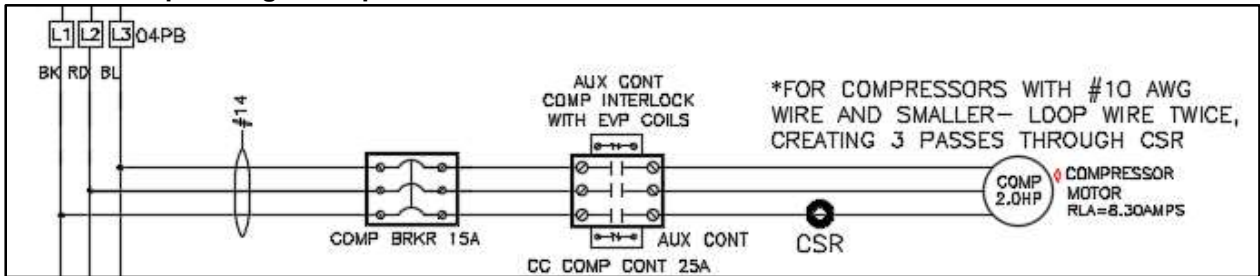 L1 L2 L3 04PB
BK RD BL
#14
AUX CONT
COMP INTERLOCK
WITH EVP COILS
*FOR COMPRESSORS WITH #10 AWG
WIRE AND SMALLER- LOOP WIRE TWICE,
CREATING 3 PASSES THROUGH CSR
COMP
2.0HP
COMPRESSOR
MOTOR
RLA=8.30AMPS
COMP BRKR 15A
AUX CONT
CSR
CC COMP CONT 25A